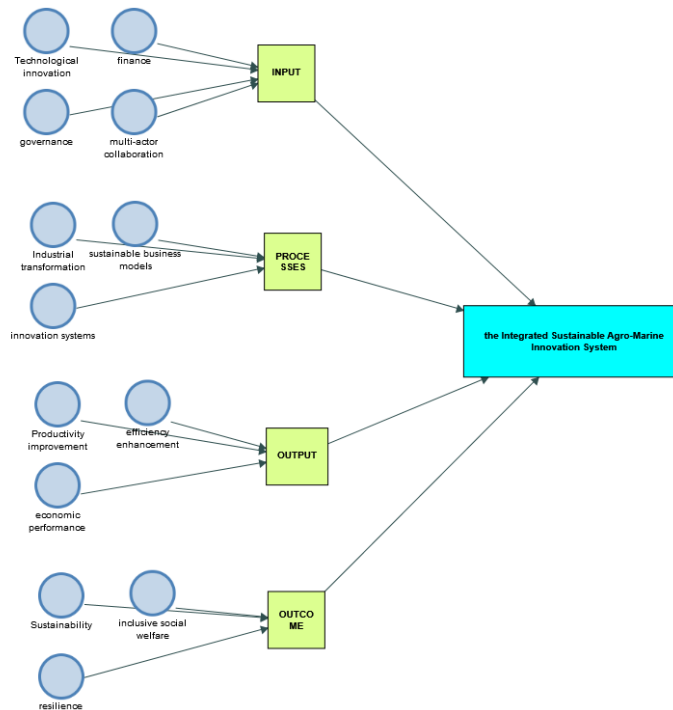 Technological
innovation
finance
INPUT
governance
multi-actor
collaboration
Industrial
transformation
sustainable business
models
PROCE
SSES
innovation systems
the Integrated Sustainable Agro-Marine
Innovation System
Productivity
improvement
efficiency
enhancement
OUTPUT
economic
performance
Sustainability
inclusive social
welfare
OUTCO
ME
resilience